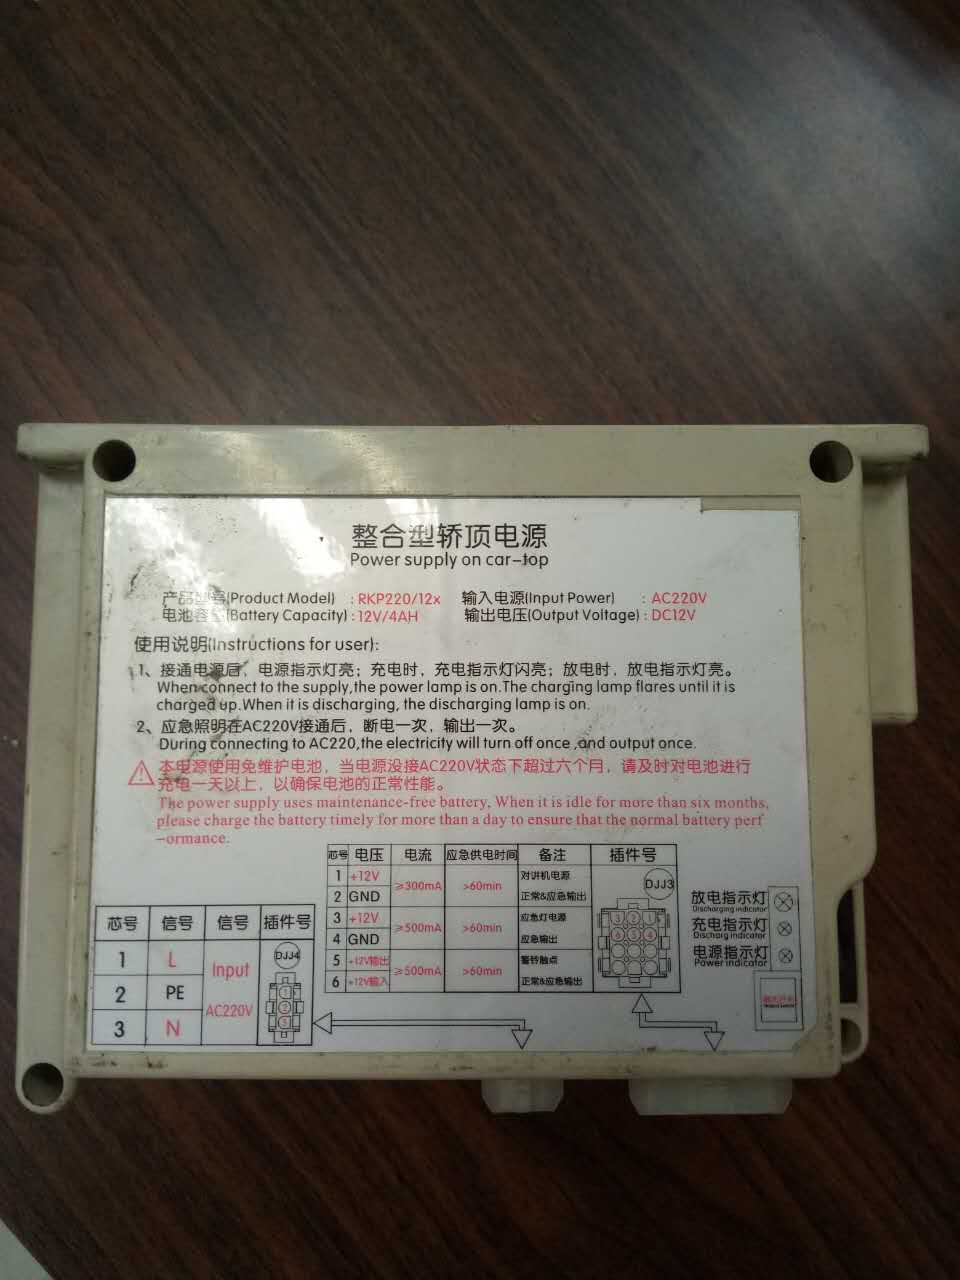 整合型轿顶电源
Power supply on car-top
产品型号(Product Model) : RKP220/12x 输入电源(Input Power) : AC220V
电池容量(Battery Capacity) : 12V/4AH 输出电压(Output Voltage) : DC12V
使用说明(Instructions for user):
1、接通电源后，电源指示灯亮；充电时，充电指示灯闪亮；放电时，放电指示灯亮。
When connect to the supply,the power lamp is on.The charging lamp flares until it is
charged up.When it is discharging, the discharging lamp is on.
2、应急照明在AC220V接通后，断电一次，输出一次。
During connecting to AC220,the electricity will turn off once ,and output once.
本电源使用免维护电池，当电源没接AC220V状态下超过六个月，请及时对电池进行
充电一天以上，以确保电池的正常性能。
The power supply uses maintenance-free battery, When it is idle for more than six months,
please charge the battery timely for more than a day to ensure that the normal battery perf
-ormance.
芯号 电压 电流 应急供电时间 备注 插件号
1 +12V ≥300mA >60min 对讲机电源 DJJ3
2 GND 正常&应急输出
3 +12V ≥500mA >60min 应急灯电源
4 GND 应急输出
5 +12V输出 ≥500mA >60min 警铃触点
6 +12V输入 正常&应急输出
3 2 1
6 5 4
放电指示灯
Discharging indicator
充电指示灯
Discharg indicator
电源指示灯
Power indicator
芯号 信号 信号 插件号
1 L Input AC220V DJJ4
2 PE
3 N
1
2
3